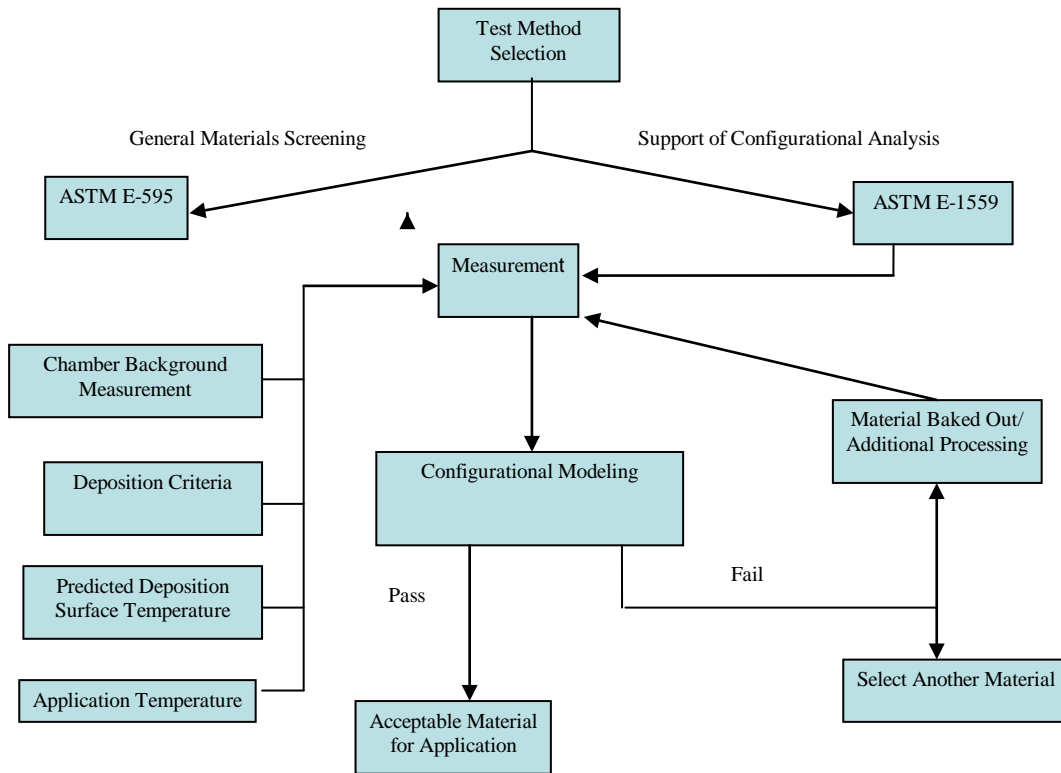 Test Method
Selection
General Materials Screening
Support of Configurational Analysis
ASTM E-595
ASTM E-1559
Measurement
Chamber Background
Measurement
Material Baked Out/
Additional Processing
Configurational Modeling
Deposition Criteria
Predicted Deposition
Surface Temperature
Fail
Pass
Select Another Material
Application Temperature
Acceptable Material
for Application